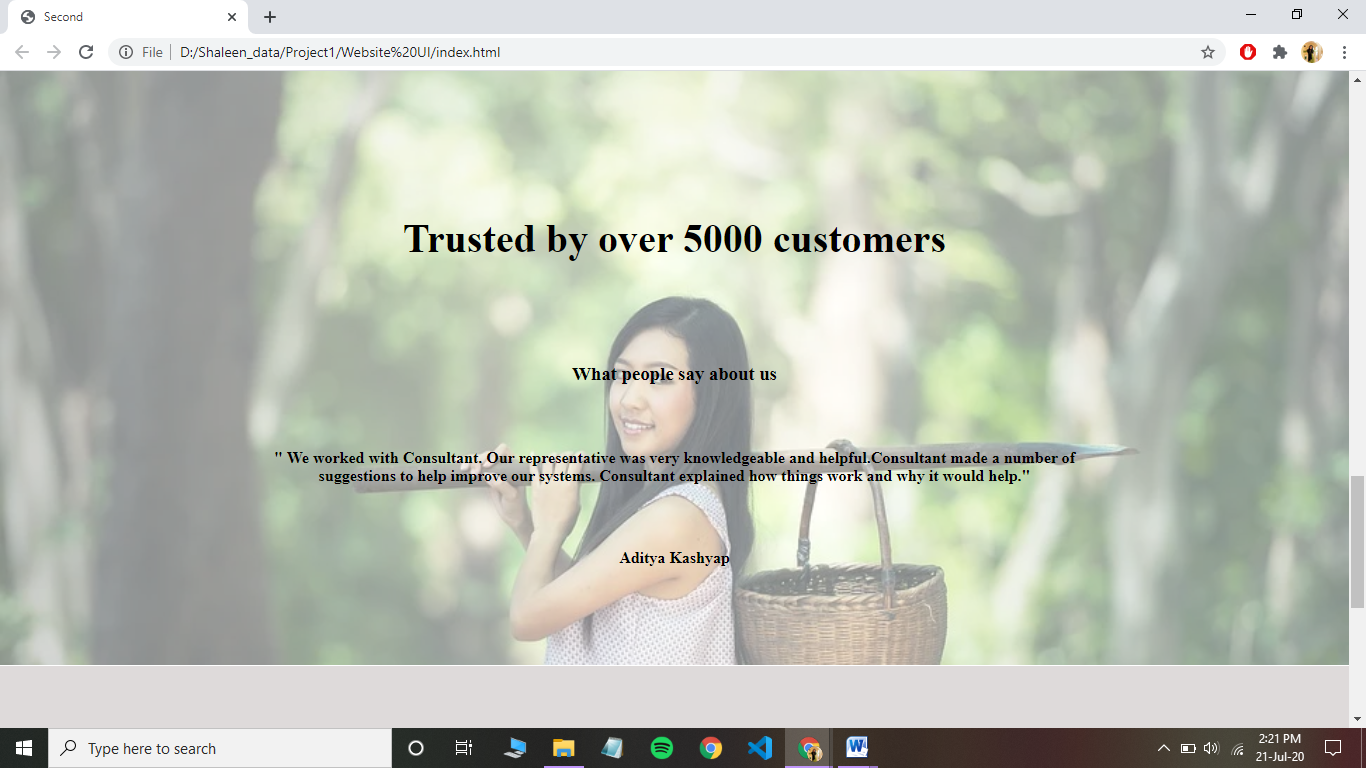 Second
File
D:/Shaleen_data/Project1/Website%20UI/index.html
Trusted by over 5000 customers
What people say about us
" We worked with Consultant. Our representative was very knowledgeable and helpful.Consultant made a number of
suggestions to help improve our systems. Consultant explained how things work and why it would help."
Aditya Kashyap
Type here to search
2:21 PM
21-Jul-20